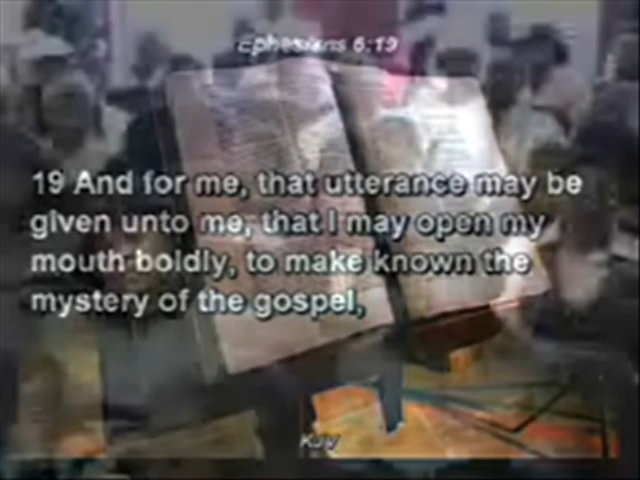 Ephesians 6:19
19 And for me, that utterance may be
given unto me, that I may open my
mouth boldly, to make known the
mystery of the gospel,
KJV